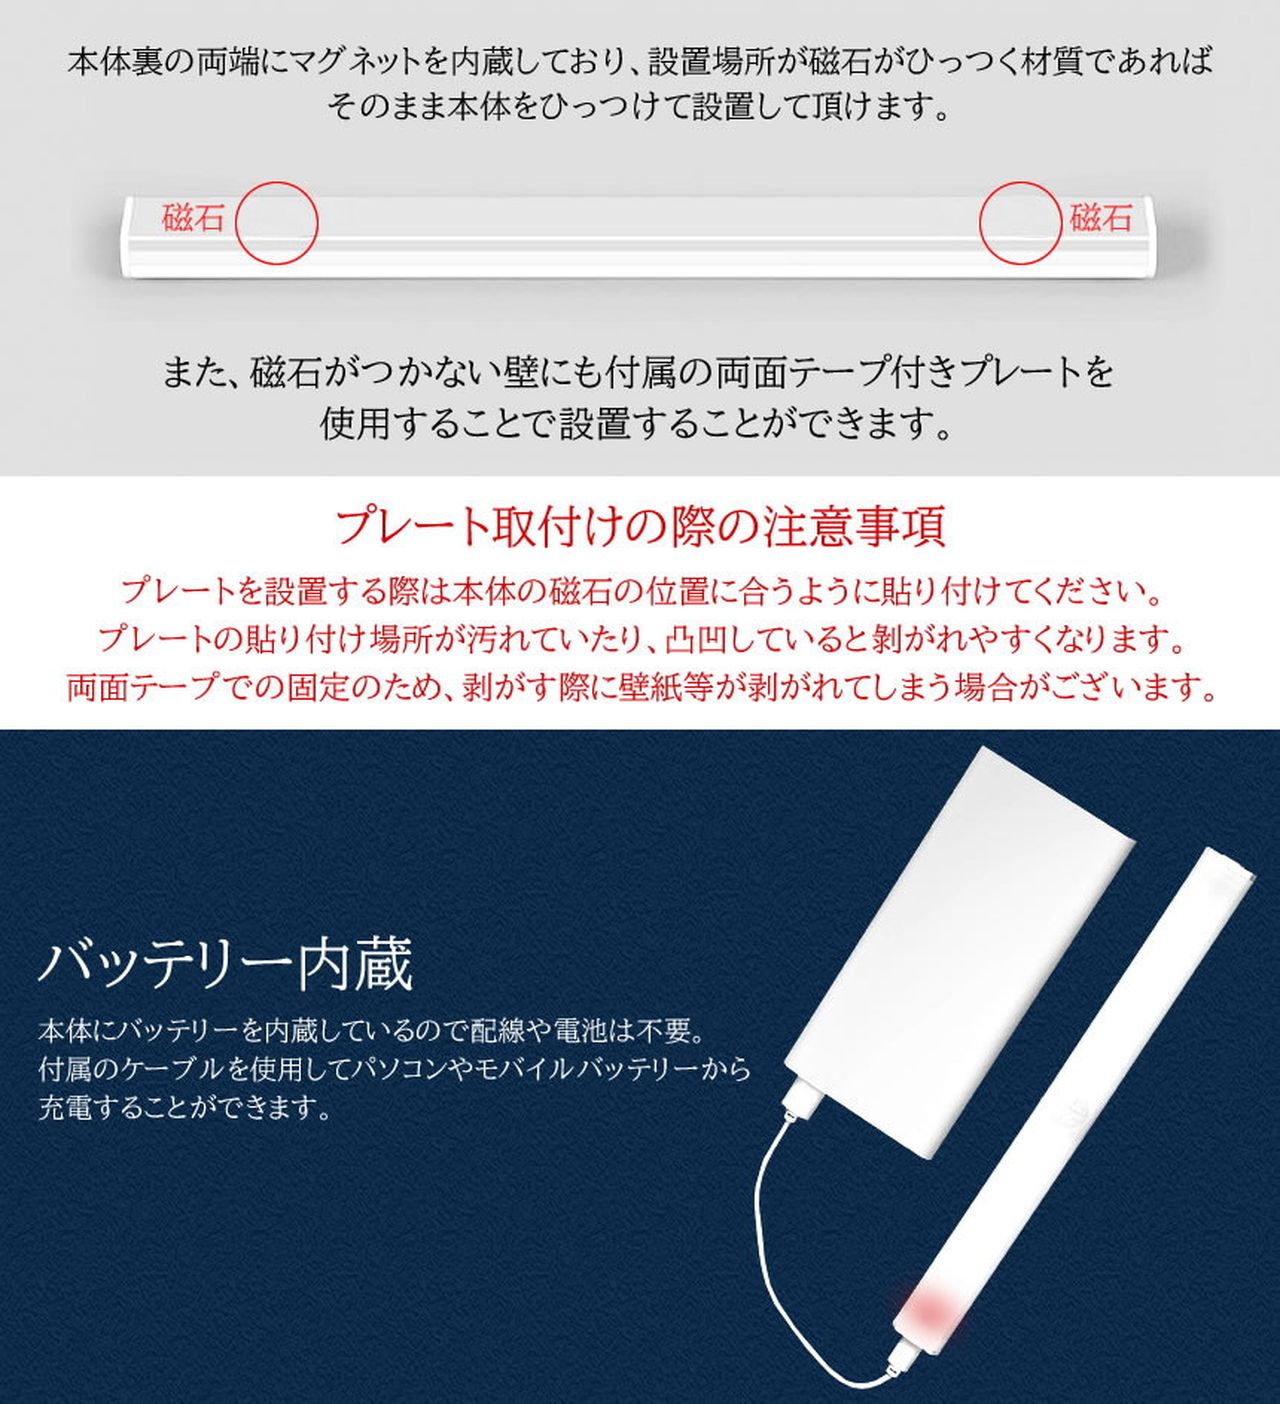 本体裏の両端にマグネットを内蔵しており、設置場所が磁石がひっつく材質であれば
そのまま本体をひっつけて設置して頂けます。
磁石
磁石
また、磁石がつかない壁にも付属の両面テープ付きプレートを
使用することで設置することができます。
プレート取付けの際の注意事項
プレートを設置する際は本体の磁石の位置に合うように貼り付けてください。
プレートの貼り付け場所が汚れていたり、凸凹していると剝がれやすくなります。
両面テープでの固定のため、剝がす際に壁紙等が剝がれてしまう場合がございます。
バッテリー内蔵
本体にバッテリーを内蔵しているので配線や電池は不要。
付属のケーブルを使用してパソコンやモバイルバッテリーから
充電することができます。